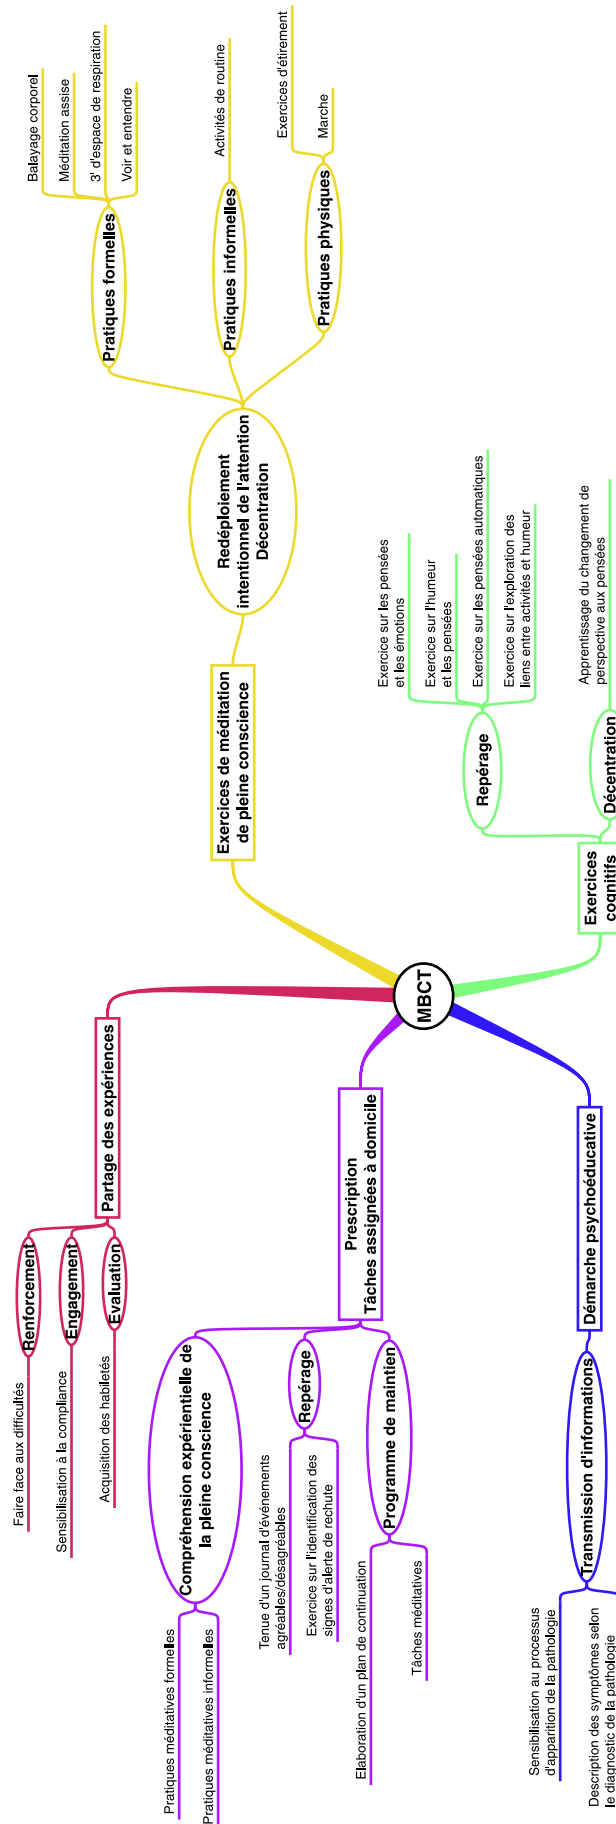 MBCT
Exercices de méditation
de pleine conscience
Redéploiement
intentionnel de l'attention
Décentration
Pratiques formelles
Balayage corporel
Méditation assise
3' d'espace de respiration
Voir et entendre
Pratiques informelles
Activités de routine
Pratiques physiques
Exercices d'étirement
Marche
Exercices
cognitifs
Repérage
Exercice sur les pensées
et les émotions
Exercice sur l'humeur
et les pensées
Exercice sur les pensées automatiques
Exercice sur l'exploration des
liens entre activités et humeur
Décentration
Apprentissage du changement de
perspective aux pensées
Partage des expériences
Renforcement
Faire face aux difficultés
Engagement
Sensibilisation à la compliance
Evaluation
Acquisition des habiletés
Prescription
Tâches assignées à domicile
Compréhension expérientielle de
la pleine conscience
Pratiques méditatives formelles
Pratiques méditatives informelles
Repérage
Tenue d'un journal d'événements
agréables/désagréables
Exercice sur l'identification des
signes d'alerte de rechute
Programme de maintien
Elaboration d'un plan de continuation
Tâches méditatives
Démarche psychoéducative
Transmission d'informations
Sensibilisation au processus
d'apparition de la pathologie
Description des symptômes selon
le diagnostic de la pathologie